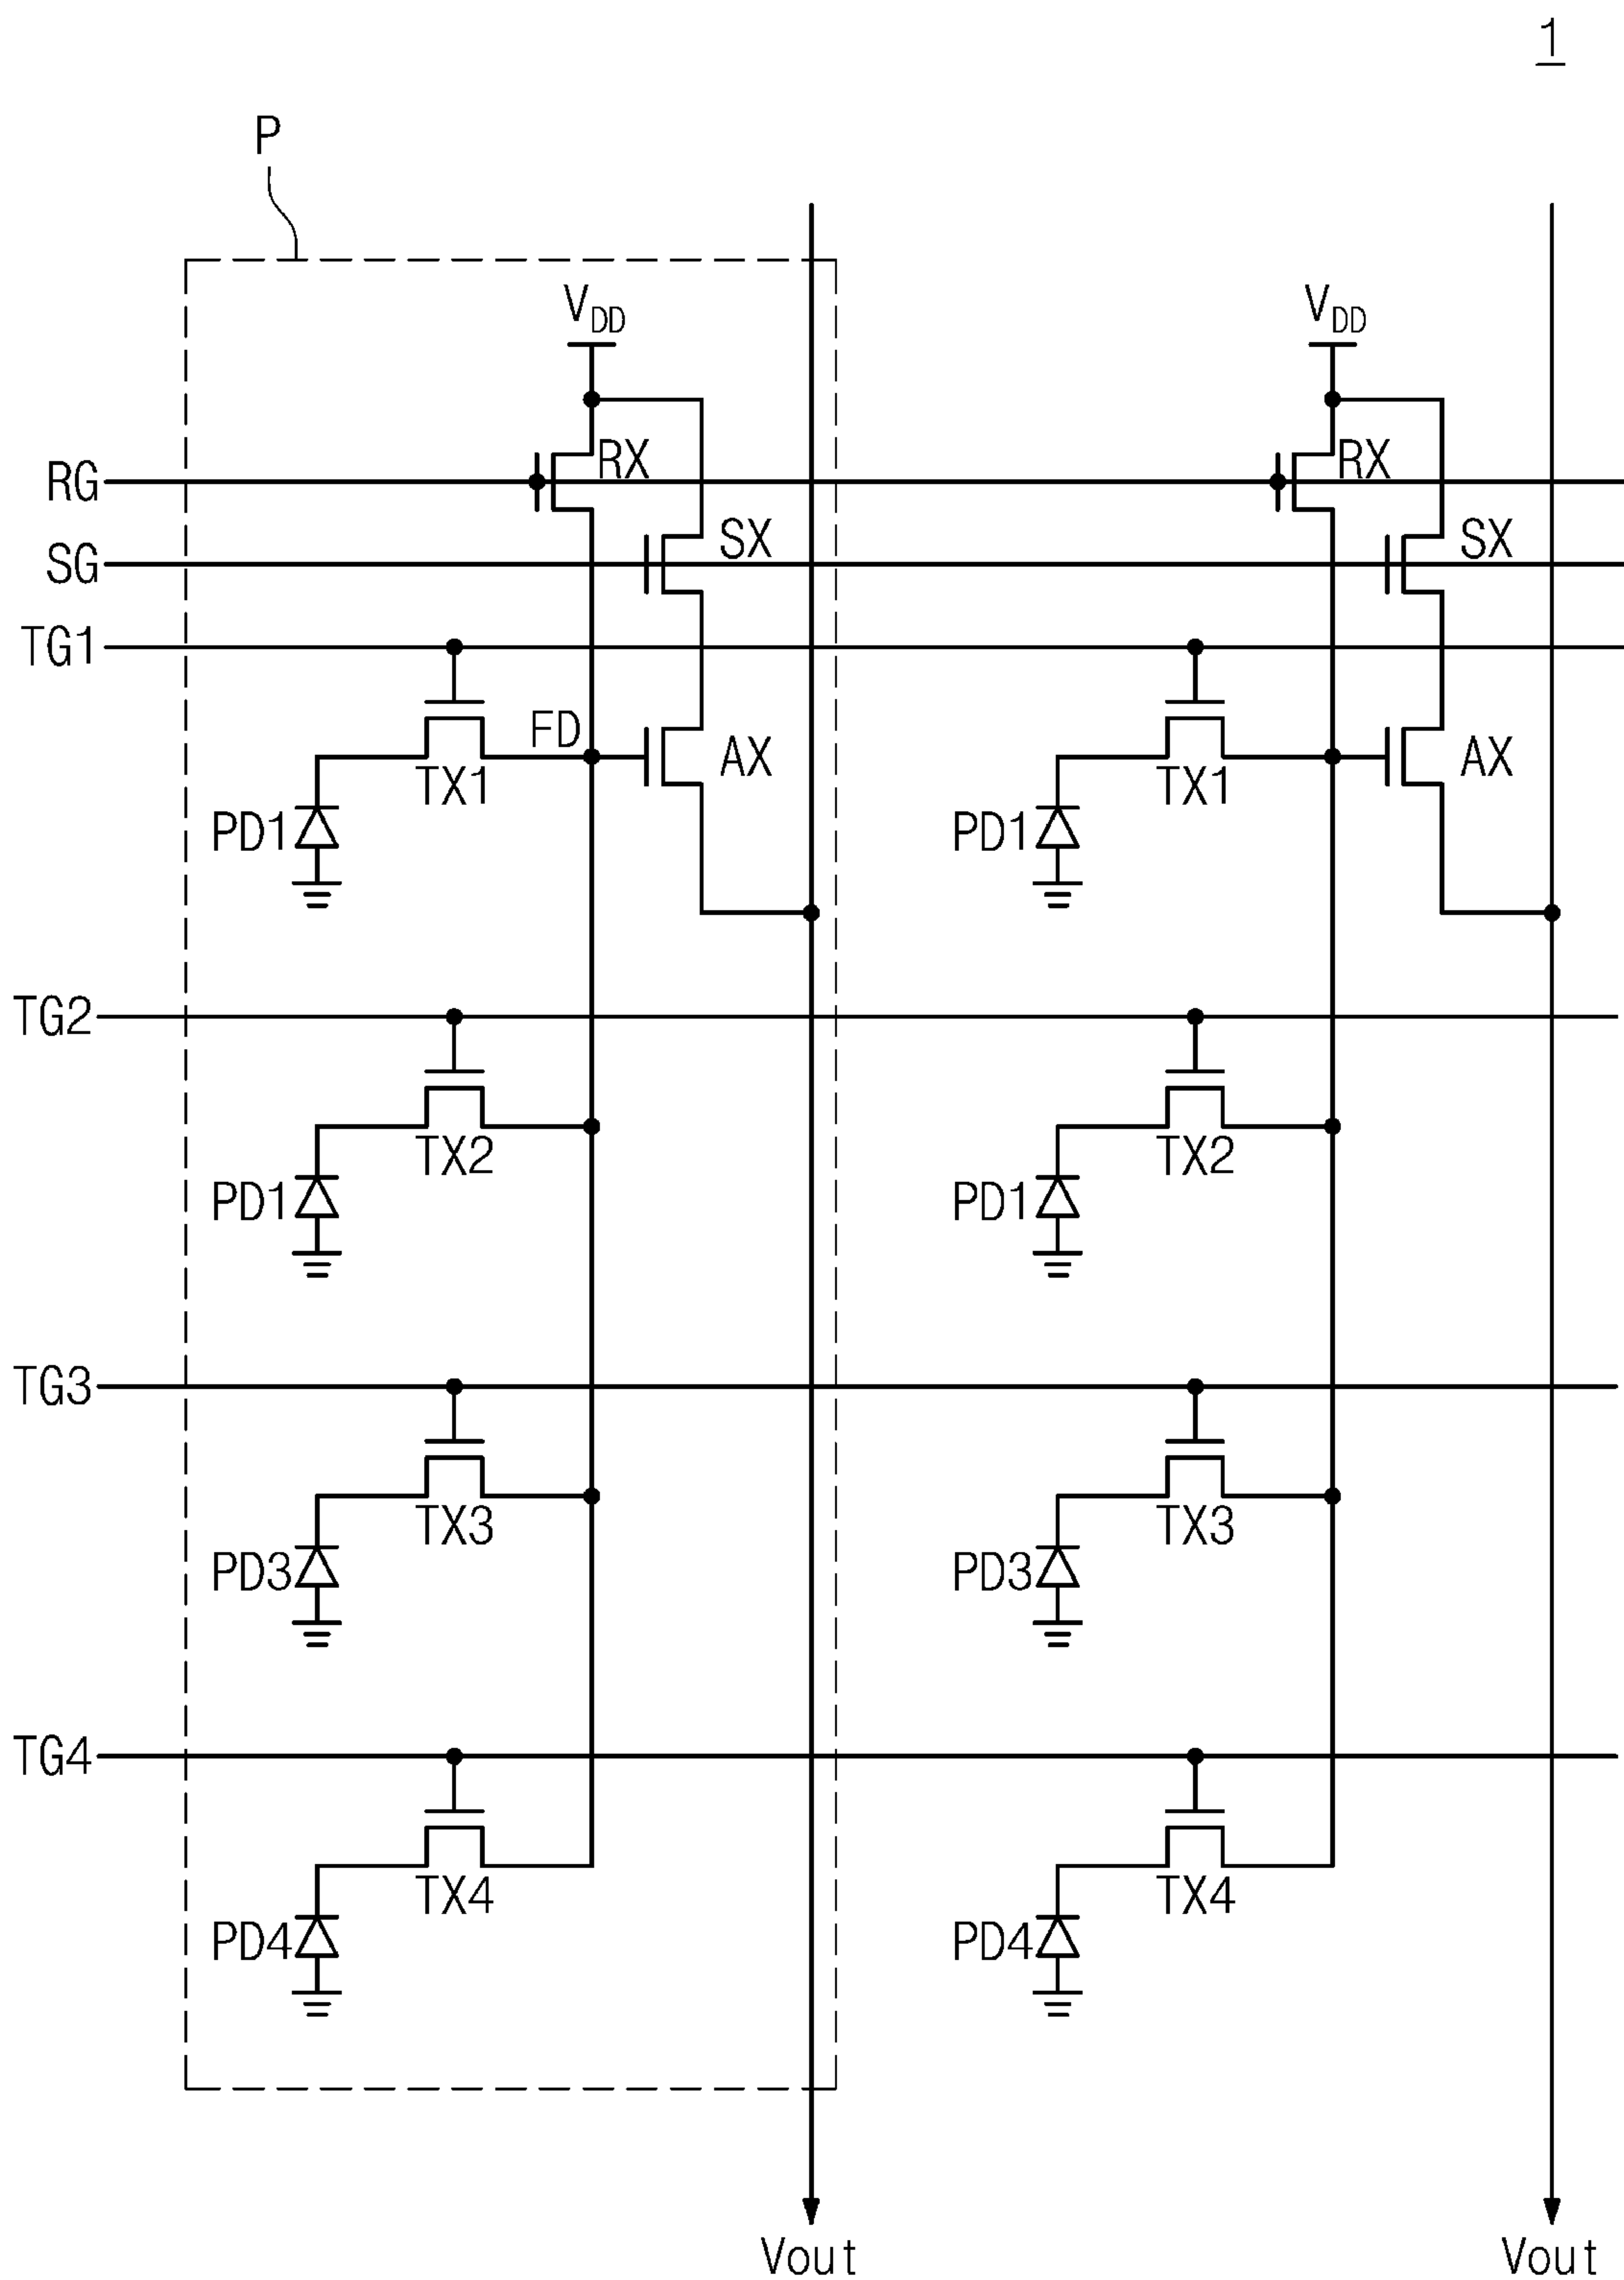 1
P
VDD VDD
RG RX RX
SG SX SX
TG1
FD
TX1 AX TX1 AX
PD1 PD1
TG2
TX2 TX2
PD1 PD1
TG3
TX3 TX3
PD3 PD3
TG4
TX4 TX4
PD4 PD4
Vout Vout